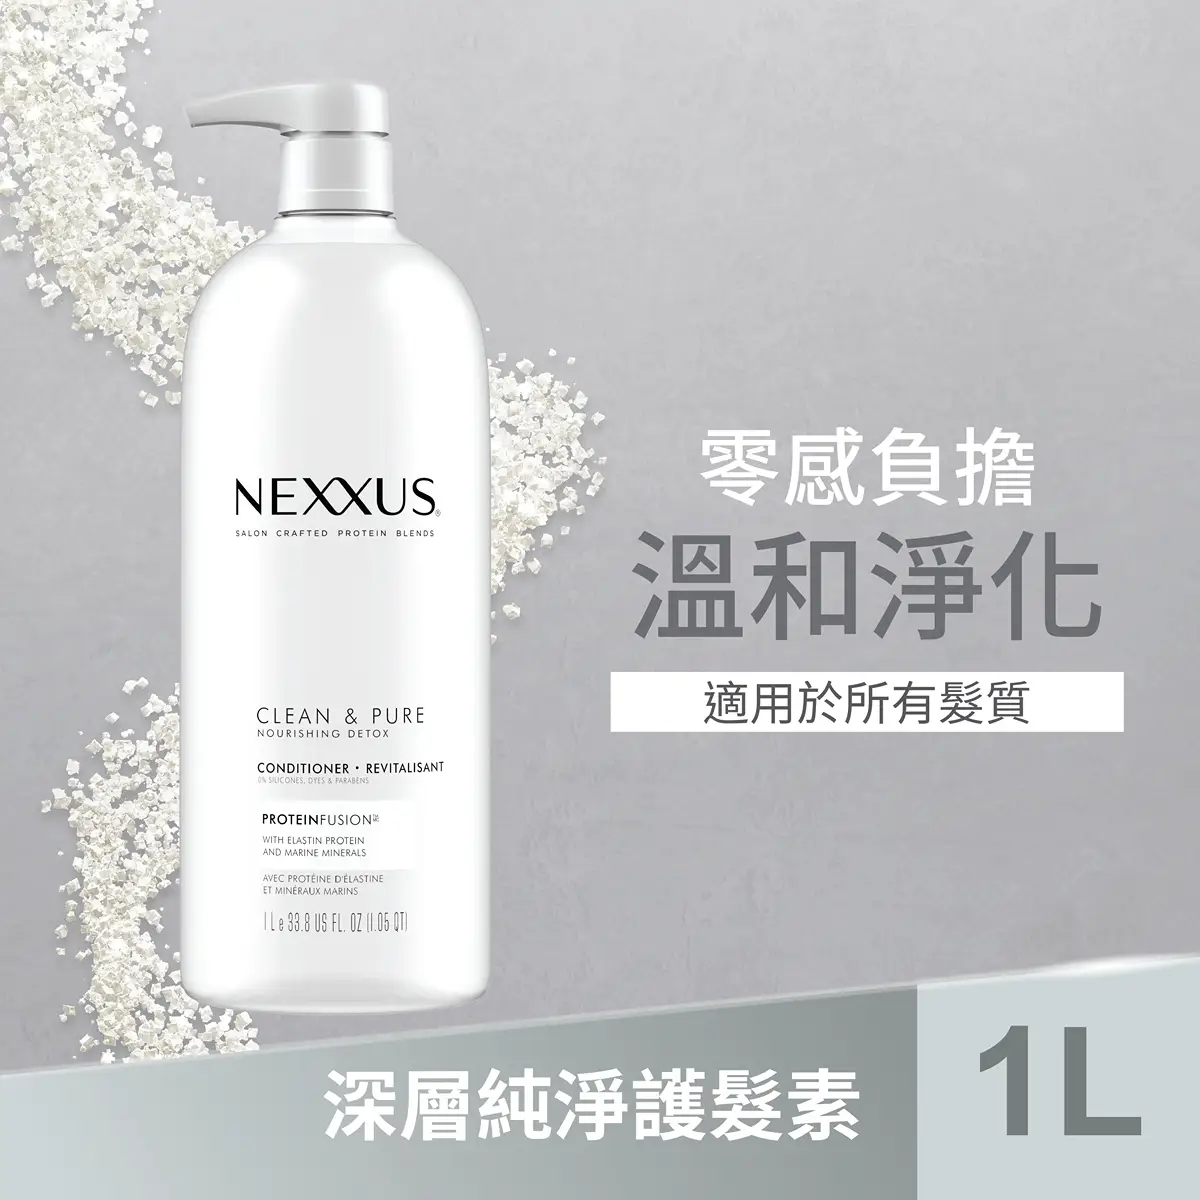 NEXXUS®
SALON CRAFTED PROTEIN BLENDS
CLEAN & PURE
NOURISHING DETOX
CONDITIONER • REVITALISANT
0% SILICONES, DYES & PARABENS
PROTEINFUSION
WITH ELASTIN PROTEIN
AND MARINE MINERALS
AVEC PROTÉINE D'ÉLASTINE
ET MINÉRAUX MARINS
1 L e 33.8 US FL. OZ (1.05 QT)
零感負擔
溫和淨化
適用於所有髮質
深層純淨護髮素
1L